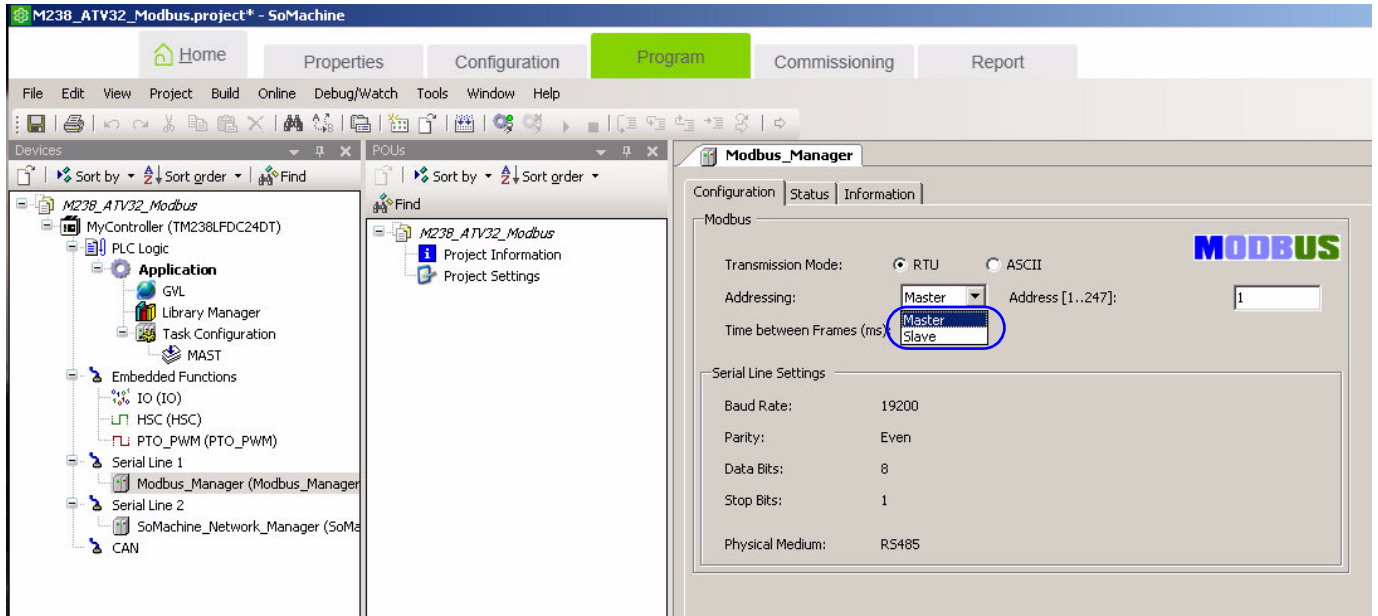 M238_ATV32_Modbus.project* - SoMachine
Home Properties Configuration Program Commissioning Report
File Edit View Project Build Online Debug/Watch Tools Window Help
Devices
Sort by Sort order Find
M238_ATV32_Modbus
MyController (TM238LFDC24DT)
PLC Logic
Application
GVL
Library Manager
Task Configuration
MAST
Embedded Functions
IO (IO)
HSC (HSC)
PTO_PWM (PTO_PWM)
Serial Line 1
Modbus_Manager (Modbus_Manager
Serial Line 2
SoMachine_Network_Manager (SoMa
CAN
POUs
Sort by Sort order
Find
M238_ATV32_Modbus
Project Information
Project Settings
Modbus_Manager
Configuration Status Information
Modbus
MODBUS
Transmission Mode: RTU ASCII
Addressing: Master Address [1..247]: 1
Master
Time between Frames (ms):
Slave
Serial Line Settings
Baud Rate: 19200
Parity: Even
Data Bits: 8
Stop Bits: 1
Physical Medium: RS485